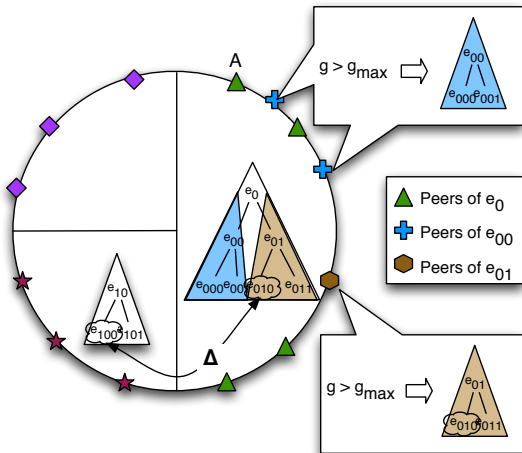 A
g > gmax
e00
e000 e001
e0
e00
e01
e000 e00
e010
e011
Peers of e0
Peers of e00
Peers of e01
e10
e100 e101
Δ
g > gmax
e01
e010 e011